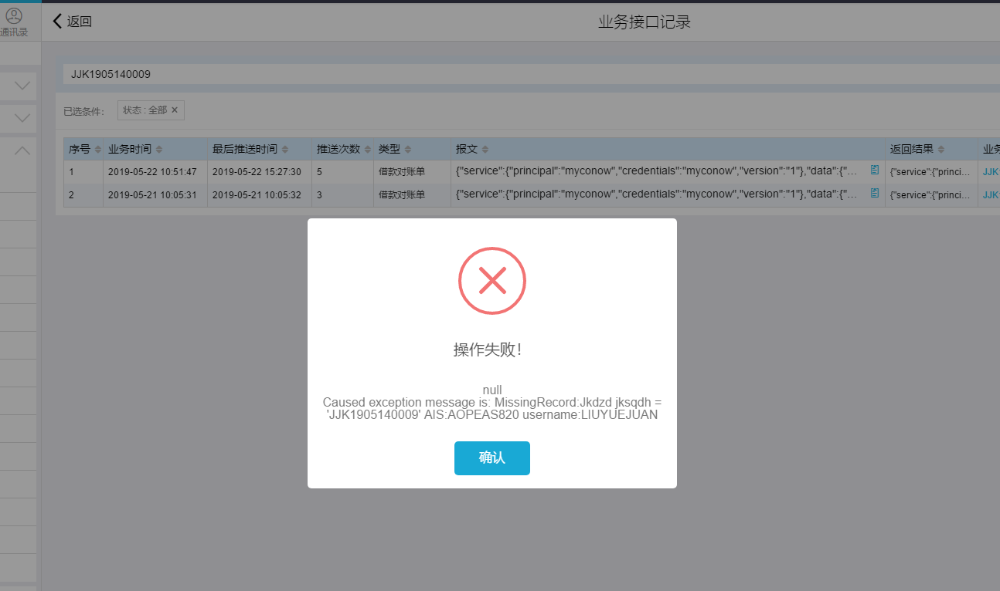 通讯录
返回
业务接口记录
JJK1905140009
已选条件:
状态 : 全部 ×
序号 业务时间 最后推送时间 推送次数 类型 报文 返回结果 业务
1 2019-05-22 10:51:47 2019-05-22 15:27:30 5 借款对账单 {"service":{"principal":"myconow","credentials":"myconow","version":"1"},"data":{"... {"service":{"princi... JJK
2 2019-05-21 10:05:31 2019-05-21 10:05:32 3 借款对账单 {"service":{"principal":"myconow","credentials":"myconow","version":"1"},"data":{"... {"service":{"princi... JJK
操作失败!
null
Caused exception message is: MissingRecord:Jkdzd jksqdh =
'JJK1905140009' AIS:AOPEAS820 username:LIUYUEJUAN
确认